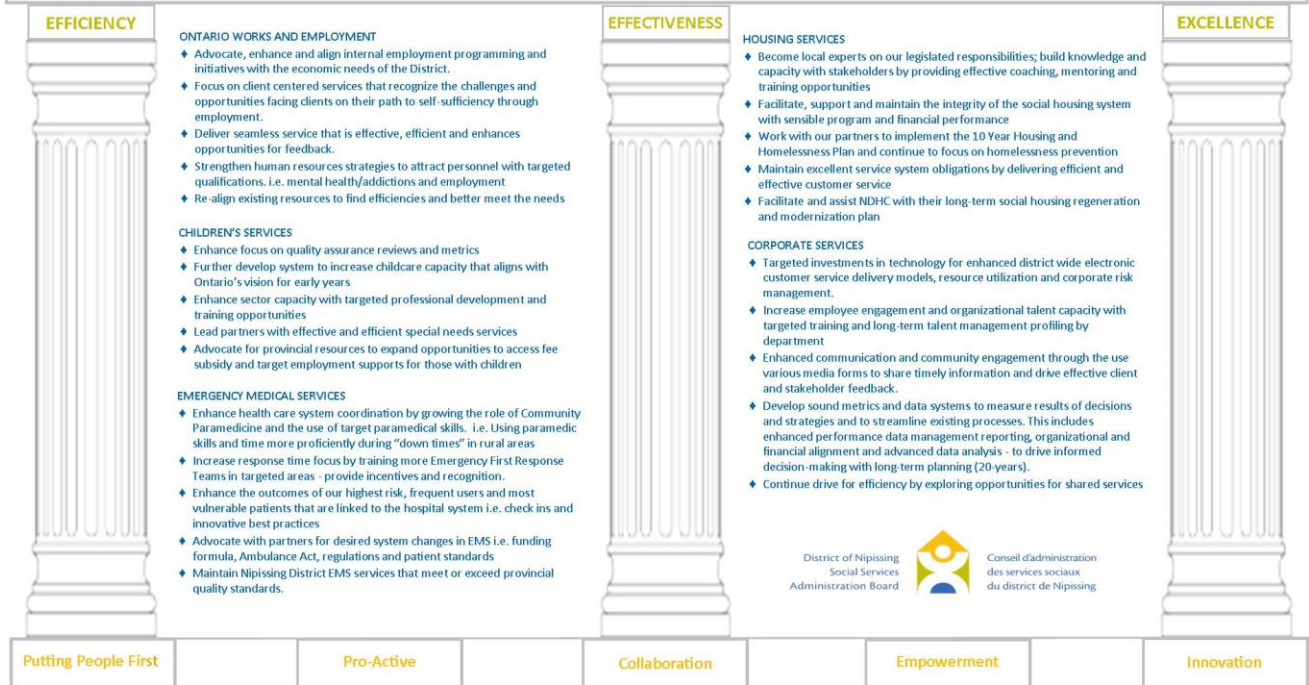 EFFICIENCY
EFFECTIVENESS
EXCELLENCE
ONTARIO WORKS AND EMPLOYMENT
♦ Advocate, enhance and align internal employment programming and
initiatives with the economic needs of the District.
♦ Focus on client centered services that recognize the challenges and
opportunities facing clients on their path to self-sufficiency through
employment.
♦ Deliver seamless service that is effective, efficient and enhances
opportunities for feedback.
♦ Strengthen human resources strategies to attract personnel with targeted
qualifications. i.e. mental health/addictions and employment
♦ Re-align existing resources to find efficiencies and better meet the needs
CHILDREN'S SERVICES
♦ Enhance focus on quality assurance reviews and metrics
♦ Further develop system to increase childcare capacity that aligns with
Ontario's vision for early years
♦ Enhance sector capacity with targeted professional development and
training opportunities
♦ Lead partners with effective and efficient special needs services
♦ Advocate for provincial resources to expand opportunities to access fee
subsidy and target employment supports for those with children
EMERGENCY MEDICAL SERVICES
♦ Enhance health care system coordination by growing the role of Community
Paramedicine and the use of target paramedical skills. i.e. Using paramedic
skills and time more proficiently during "down times" in rural areas
♦ Increase response time focus by training more Emergency First Response
Teams in targeted areas - provide incentives and recognition.
♦ Enhance the outcomes of our highest risk, frequent users and most
vulnerable patients that are linked to the hospital system i.e. check ins and
innovative best practices
♦ Advocate with partners for desired system changes in EMS i.e. funding
formula, Ambulance Act, regulations and patient standards
♦ Maintain Nipissing District EMS services that meet or exceed provincial
quality standards.
HOUSING SERVICES
♦ Become local experts on our legislated responsibilities; build knowledge and
capacity with stakeholders by providing effective coaching, mentoring and
training opportunities
♦ Facilitate, support and maintain the integrity of the social housing system
with sensible program and financial performance
♦ Work with our partners to implement the 10 Year Housing and
Homelessness Plan and continue to focus on homelessness prevention
♦ Maintain excellent service system obligations by delivering efficient and
effective customer service
♦ Facilitate and assist NDHC with their long-term social housing regeneration
and modernization plan
CORPORATE SERVICES
♦ Targeted investments in technology for enhanced district wide electronic
customer service delivery models, resource utilization and corporate risk
management.
♦ Increase employee engagement and organizational talent capacity with
targeted training and long-term talent management profiling by
department
♦ Enhanced communication and community engagement through the use
various media forms to share timely information and drive effective client
and stakeholder feedback.
♦ Develop sound metrics and data systems to measure results of decisions
and strategies and to streamline existing processes. This includes
enhanced performance data management reporting, organizational and
financial alignment and advanced data analysis - to drive informed
decision-making with long-term planning (20-years).
♦ Continue drive for efficiency by exploring opportunities for shared services
District of Nipissing
Social Services
Administration Board
Conseil d'administration
des services sociaux
du district de Nipissing
Putting People First
Pro-Active
Collaboration
Empowerment
Innovation